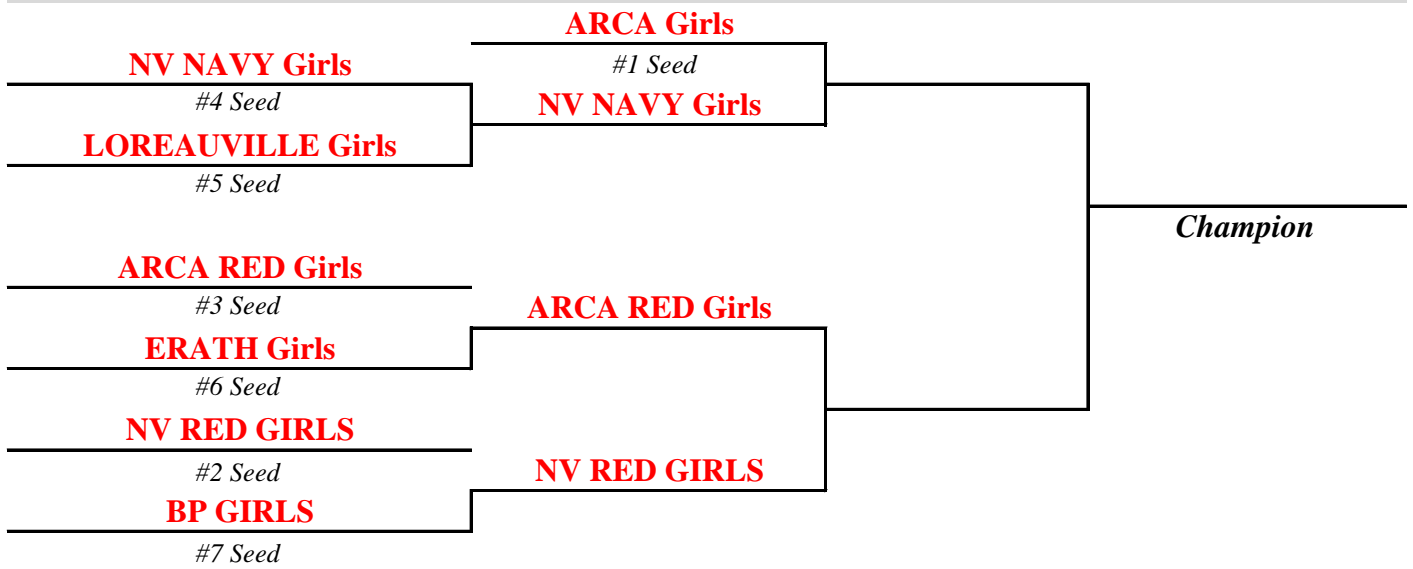 ARCA Girls
NV NAVY Girls
#1 Seed
#4 Seed
NV NAVY Girls
LOREAUVILLE Girls
#5 Seed
Champion
ARCA RED Girls
#3 Seed
ARCA RED Girls
ERATH Girls
#6 Seed
NV RED GIRLS
#2 Seed
NV RED GIRLS
BP GIRLS
#7 Seed